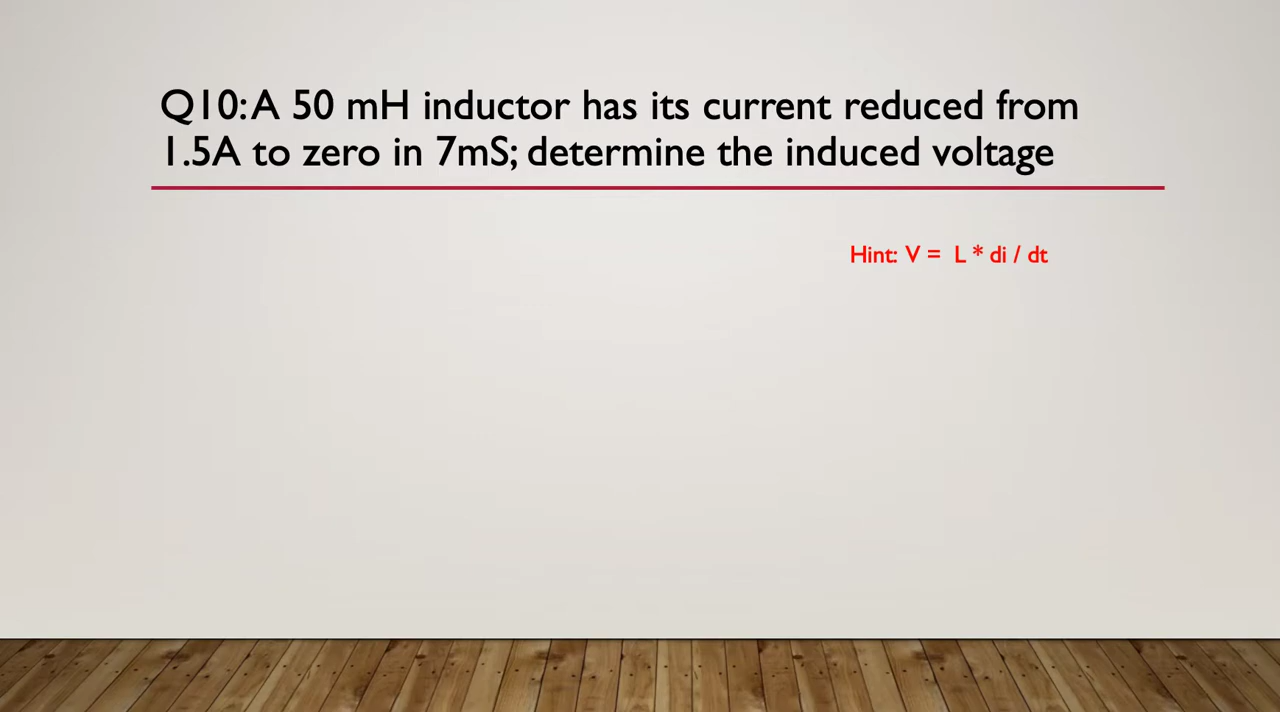 Q10: A 50 mH inductor has its current reduced from
1.5A to zero in 7mS; determine the induced voltage
Hint: V = L * di / dt